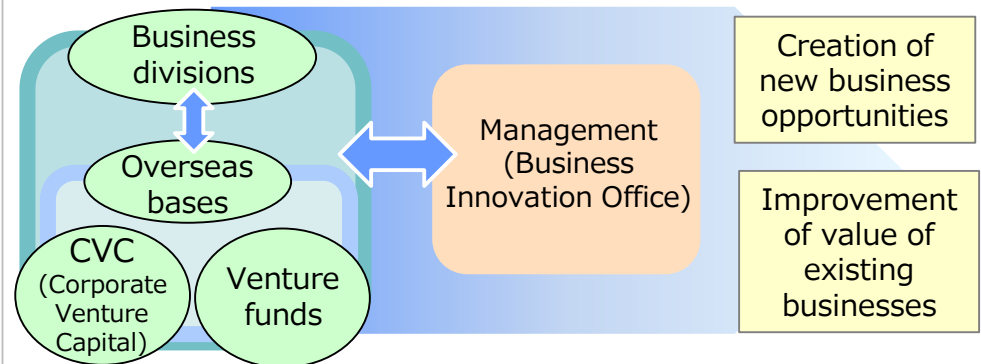 Business
divisions
Overseas
bases
CVC
(Corporate
Venture
Capital)
Venture
funds
Management
(Business
Innovation Office)
Creation of
new business
opportunities
Improvement
of value of
existing
businesses